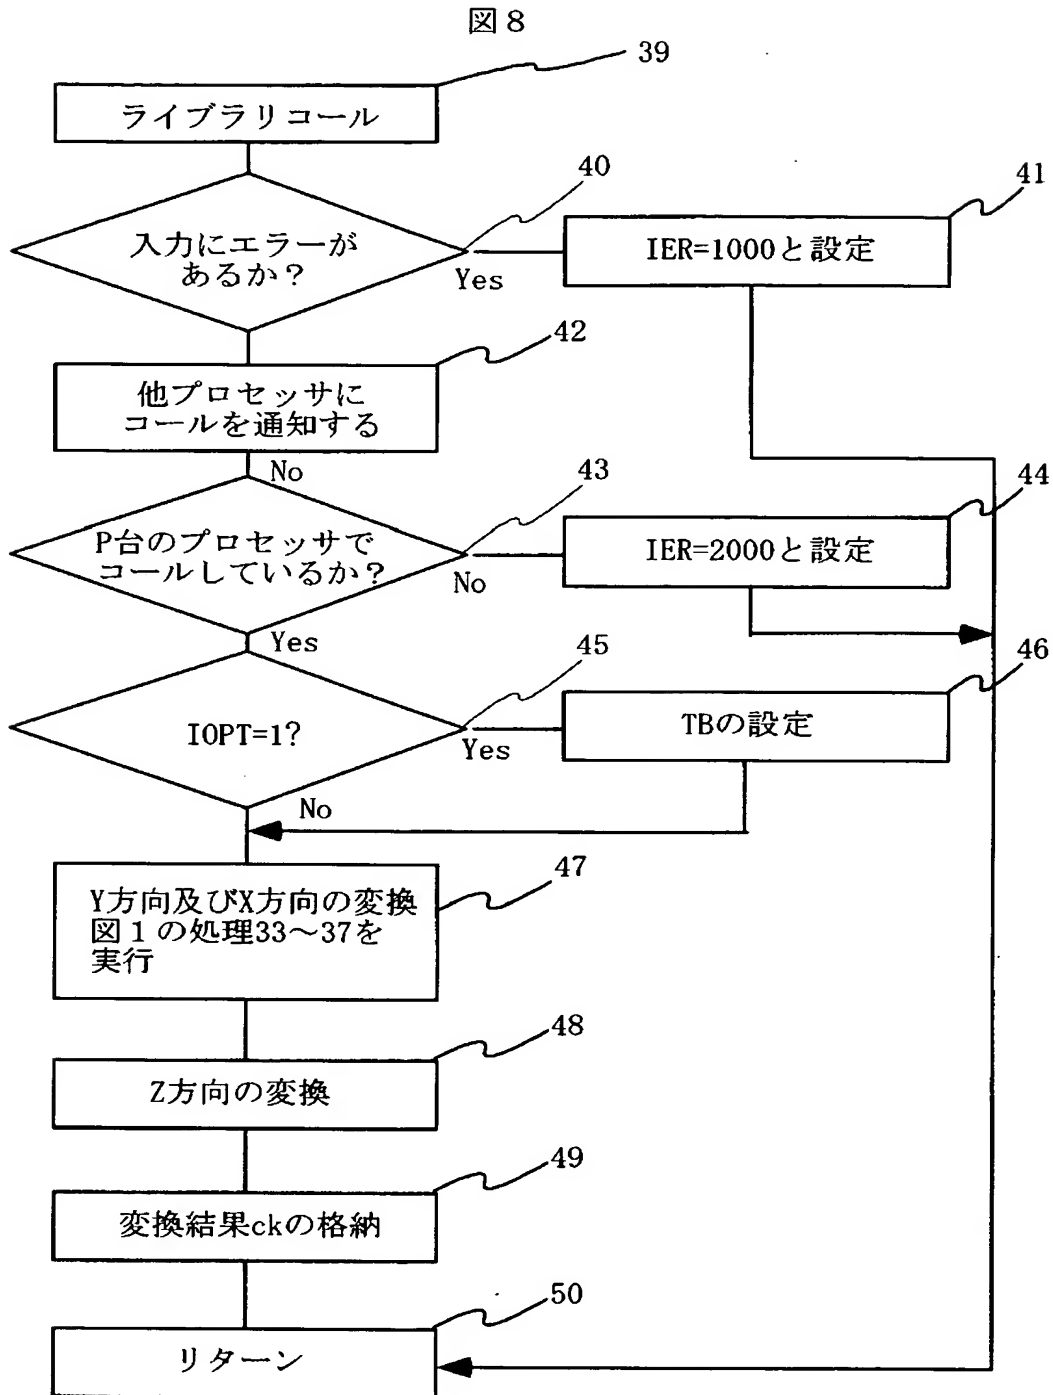 図8
39
ライブラリコール
40
41
入力にエラーが
あるか?
Yes
IER=1000と設定
42
他プロセッサに
コールを通知する
No
43
44
P台のプロセッサで
コールしているか?
No
IER=2000と設定
Yes
45
46
IOPT=1?
Yes
TBの設定
No
47
Y方向及びX方向の変換
図1の処理33~37を
実行
48
Z方向の変換
49
変換結果ckの格納
50
リターン